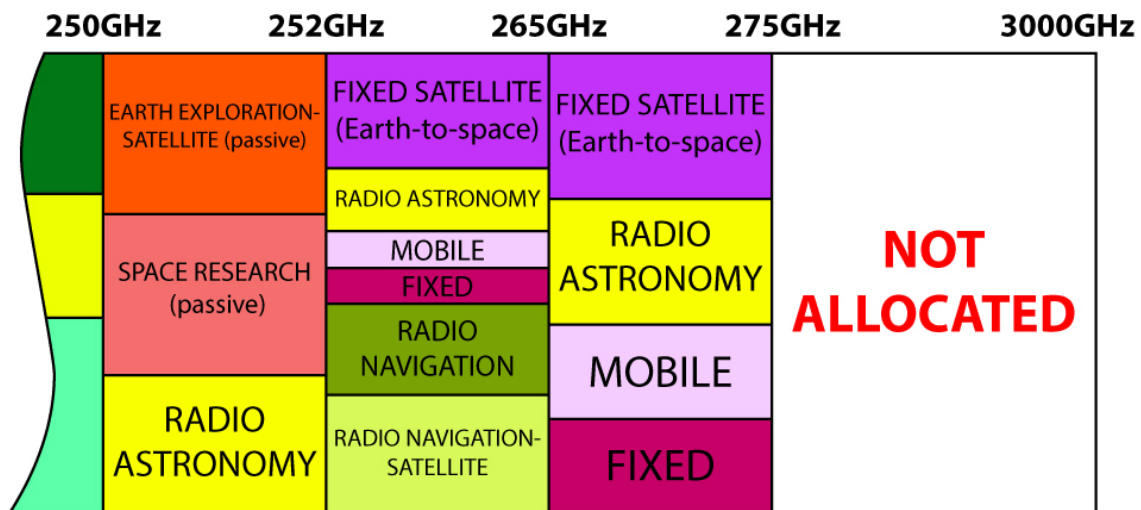 250GHz 252GHz 265GHz 275GHz 3000GHz
EARTH EXPLORATION-
SATELLITE (passive)
SPACE RESEARCH
(passive)
RADIO
ASTRONOMY
FIXED SATELLITE
(Earth-to-space)
RADIO ASTRONOMY
MOBILE
FIXED
RADIO
NAVIGATION
RADIO NAVIGATION-
SATELLITE
FIXED SATELLITE
(Earth-to-space)
RADIO
ASTRONOMY
MOBILE
FIXED
NOT
ALLOCATED